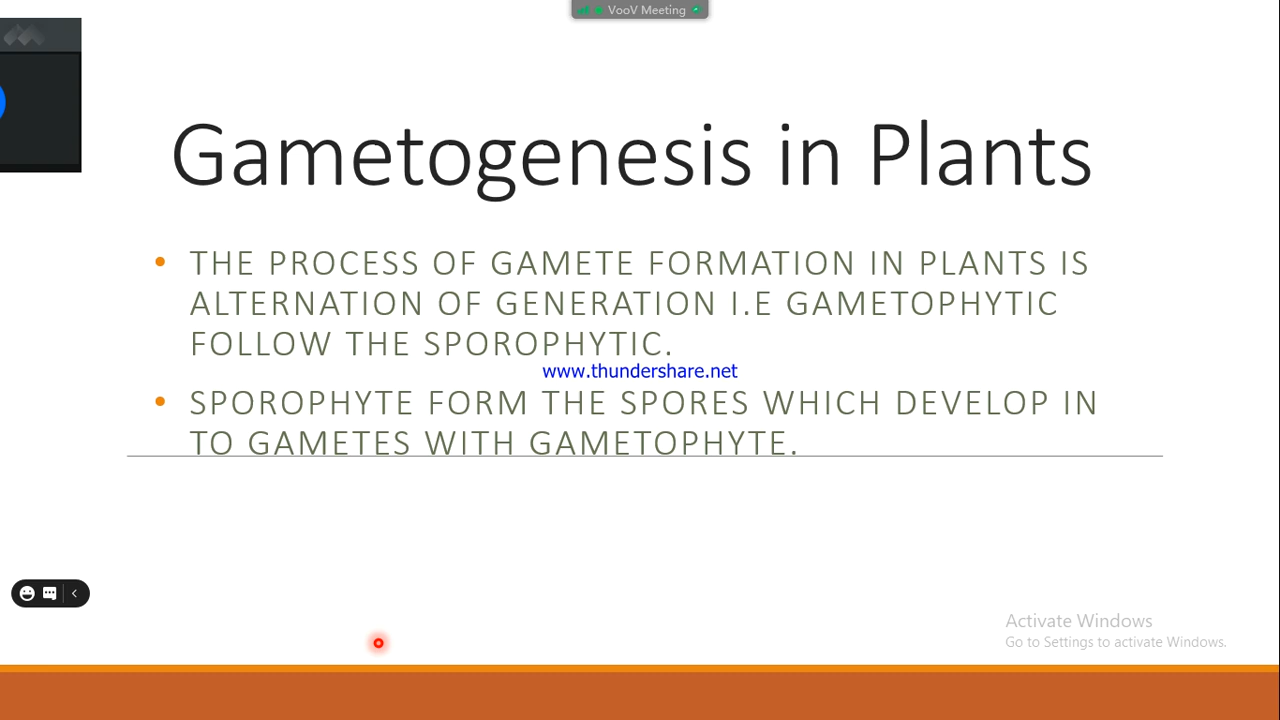 VooV Meeting
Gametogenesis in Plants
• THE PROCESS OF GAMETE FORMATION IN PLANTS IS
ALTERNATION OF GENERATION I.E GAMETOPHYTIC
FOLLOW THE SPOROPHYTIC.
www.thundershare.net
• SPOROPHYTE FORM THE SPORES WHICH DEVELOP IN
TO GAMETES WITH GAMETOPHYTE.
Activate Windows
Go to Settings to activate Windows.